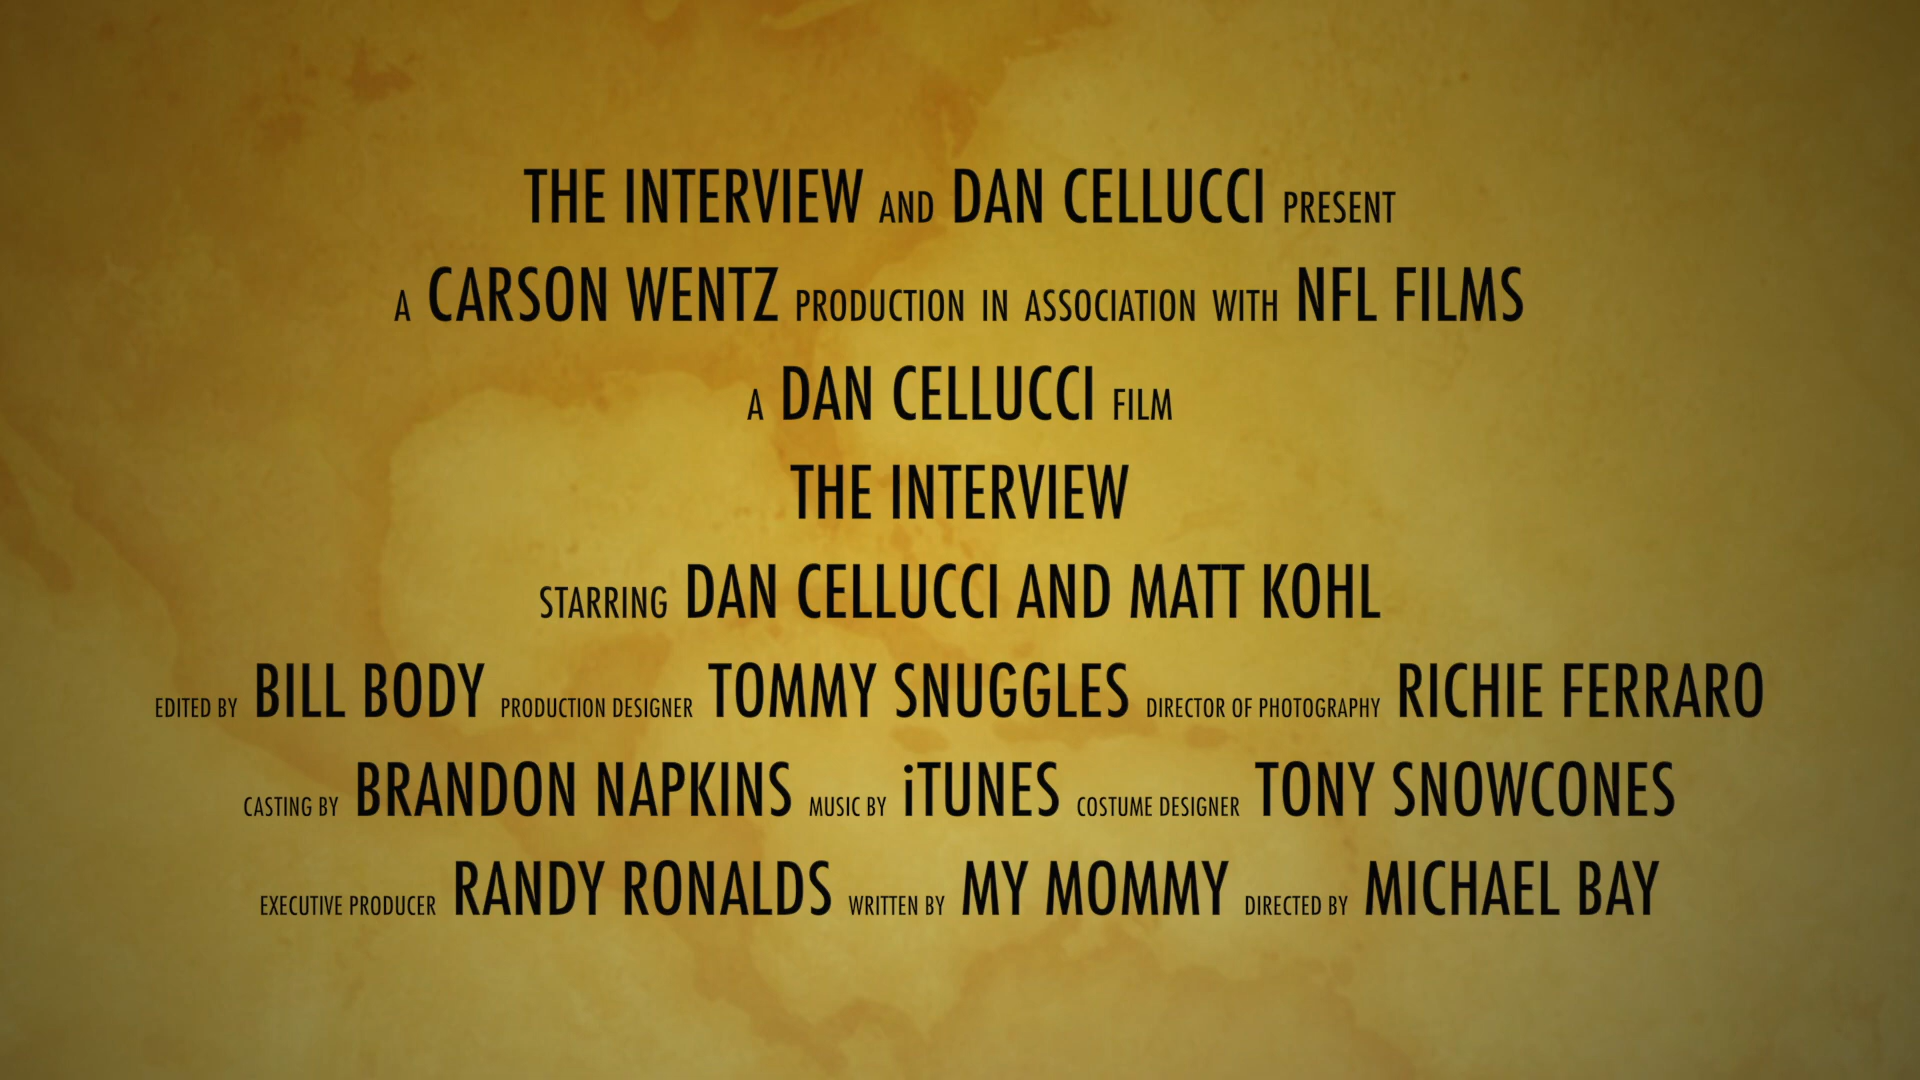 THE INTERVIEW AND DAN CELLUCCI PRESENT
A CARSON WENTZ PRODUCTION IN ASSOCIATION WITH NFL FILMS
A DAN CELLUCCI FILM
THE INTERVIEW
STARRING DAN CELLUCCI AND MATT KOHL
EDITED BY BILL BODY PRODUCTION DESIGNER TOMMY SNUGGLES DIRECTOR OF PHOTOGRAPHY RICHIE FERRARO
CASTING BY BRANDON NAPKINS MUSIC BY iTUNES COSTUME DESIGNER TONY SNOWCONES
EXECUTIVE PRODUCER RANDY RONALDS WRITTEN BY MY MOMMY DIRECTED BY MICHAEL BAY